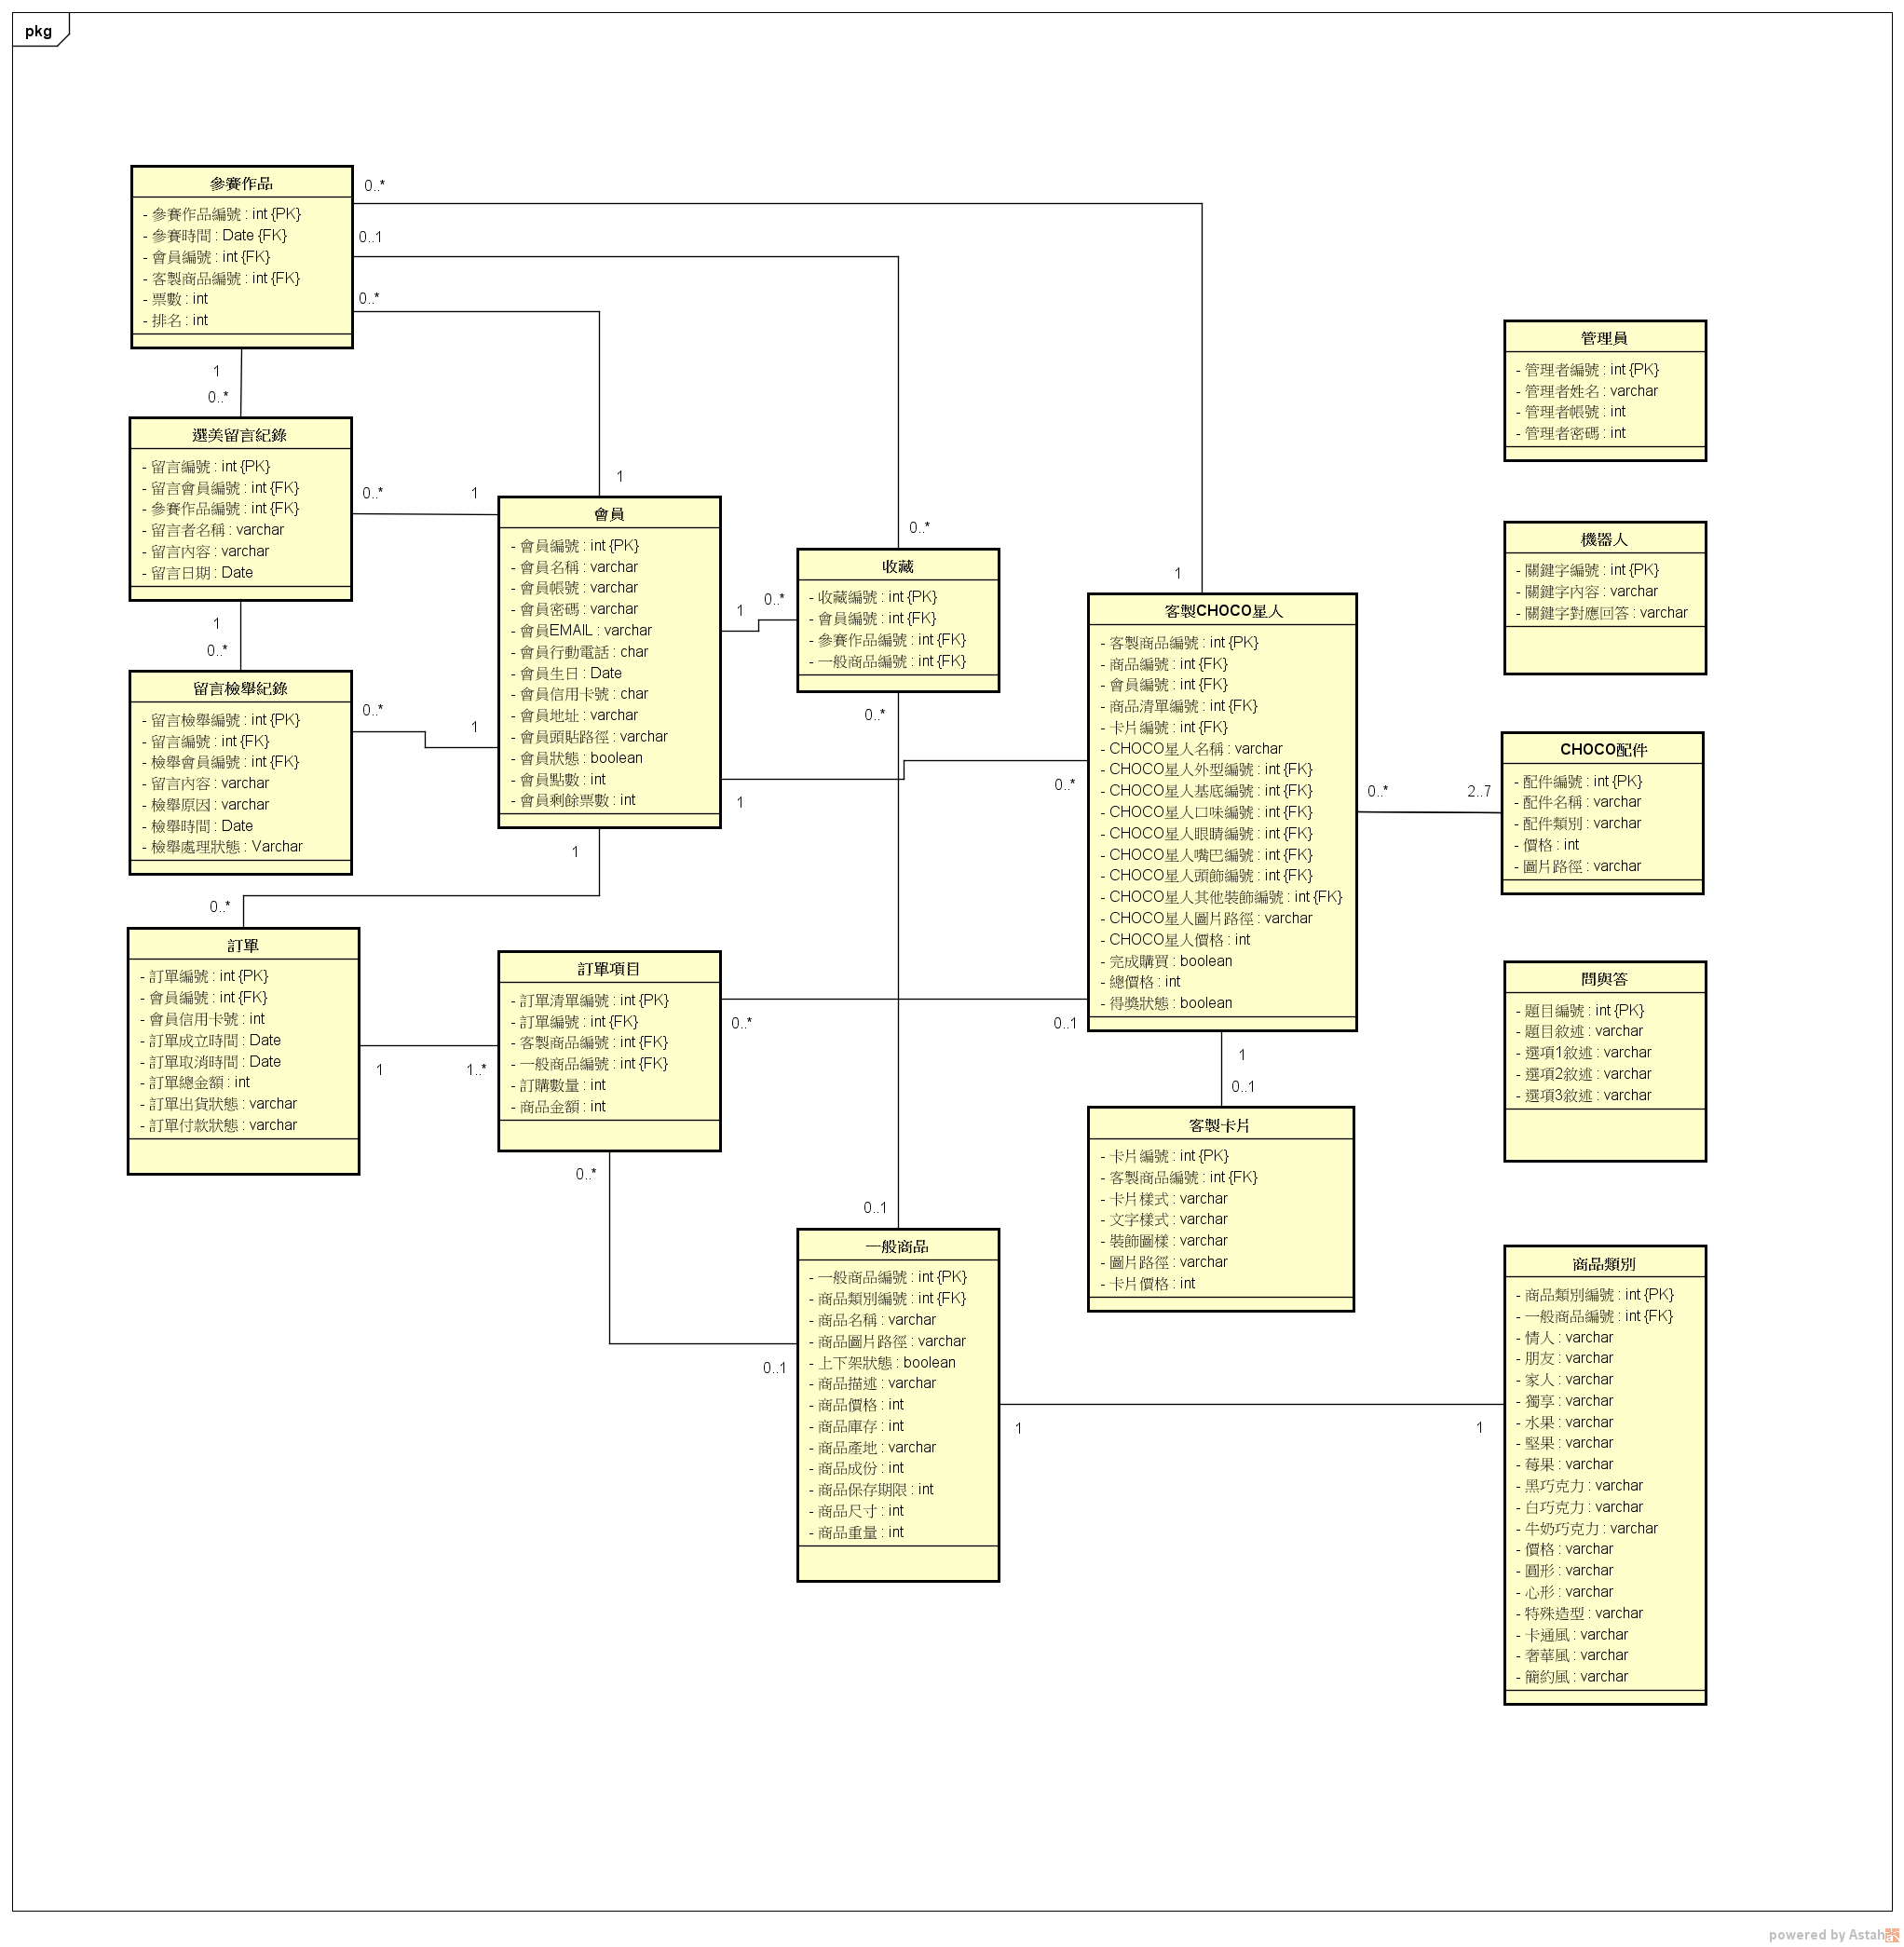 pkg
參賽作品
- 參賽作品編號 : int {PK}
- 參賽時間 : Date {FK}
- 會員編號 : int {FK}
- 客製商品編號 : int {FK}
- 票數 : int
- 排名 : int
0..*
0..1
0..*
1
0..*
選美留言紀錄
- 留言編號 : int {PK}
- 留言會員編號 : int {FK}
- 參賽作品編號 : int {FK}
- 留言者名稱 : varchar
- 留言內容 : varchar
- 留言日期 : Date
0..*
1
1
1
0..*
留言檢舉紀錄
- 留言檢舉編號 : int {PK}
- 留言編號 : int {FK}
- 檢舉會員編號 : int {FK}
- 留言內容 : varchar
- 檢舉原因 : varchar
- 檢舉時間 : Date
- 檢舉處理狀態 : Varchar
0..*
1
會員
- 會員編號 : int {PK}
- 會員名稱 : varchar
- 會員帳號 : varchar
- 會員密碼 : varchar
- 會員EMAIL : varchar
- 會員行動電話 : char
- 會員生日 : Date
- 會員信用卡號 : char
- 會員地址 : varchar
- 會員頭貼路徑 : varchar
- 會員狀態 : boolean
- 會員點數 : int
- 會員剩餘票數 : int
1
0..*
1
1
0..*
0..*
收藏
- 收藏編號 : int {PK}
- 會員編號 : int {FK}
- 參賽作品編號 : int {FK}
- 一般商品編號 : int {FK}
0..*
0..*
1
客製CHOCO星人
- 客製商品編號 : int {PK}
- 商品編號 : int {FK}
- 會員編號 : int {FK}
- 商品清單編號 : int {FK}
- 卡片編號 : int {FK}
- CHOCO星人名稱 : varchar
- CHOCO星人外型編號 : int {FK}
- CHOCO星人基底編號 : int {FK}
- CHOCO星人口味編號 : int {FK}
- CHOCO星人眼睛編號 : int {FK}
- CHOCO星人嘴巴編號 : int {FK}
- CHOCO星人頭飾編號 : int {FK}
- CHOCO星人其他裝飾編號 : int {FK}
- CHOCO星人圖片路徑 : varchar
- CHOCO星人價格 : int
- 完成購買 : boolean
- 總價格 : int
- 得獎狀態 : boolean
0..*
2..7
管理員
- 管理者編號 : int {PK}
- 管理者姓名 : varchar
- 管理者帳號 : int
- 管理者密碼 : int
機器人
- 關鍵字編號 : int {PK}
- 關鍵字內容 : varchar
- 關鍵字對應回答 : varchar
CHOCO配件
- 配件編號 : int {PK}
- 配件名稱 : varchar
- 配件類別 : varchar
- 價格 : int
- 圖片路徑 : varchar
訂單
- 訂單編號 : int {PK}
- 會員編號 : int {FK}
- 會員信用卡號 : int
- 訂單成立時間 : Date
- 訂單取消時間 : Date
- 訂單總金額 : int
- 訂單出貨狀態 : varchar
- 訂單付款狀態 : varchar
1
1..*
訂單項目
- 訂單清單編號 : int {PK}
- 訂單編號 : int {FK}
- 客製商品編號 : int {FK}
- 一般商品編號 : int {FK}
- 訂購數量 : int
- 商品金額 : int
0..*
0..1
0..*
1
0..1
客製卡片
- 卡片編號 : int {PK}
- 客製商品編號 : int {FK}
- 卡片樣式 : varchar
- 文字樣式 : varchar
- 裝飾圖樣 : varchar
- 圖片路徑 : varchar
- 卡片價格 : int
問與答
- 題目編號 : int {PK}
- 題目敘述 : varchar
- 選項1敘述 : varchar
- 選項2敘述 : varchar
- 選項3敘述 : varchar
0..1
0..1
一般商品
- 一般商品編號 : int {PK}
- 商品類別編號 : int {FK}
- 商品名稱 : varchar
- 商品圖片路徑 : varchar
- 上下架狀態 : boolean
- 商品描述 : varchar
- 商品價格 : int
- 商品庫存 : int
- 商品產地 : varchar
- 商品成份 : int
- 商品保存期限 : int
- 商品尺寸 : int
- 商品重量 : int
1
1
商品類別
- 商品類別編號 : int {PK}
- 一般商品編號 : int {FK}
- 情人 : varchar
- 朋友 : varchar
- 家人 : varchar
- 獨享 : varchar
- 水果 : varchar
- 堅果 : varchar
- 莓果 : varchar
- 黑巧克力 : varchar
- 白巧克力 : varchar
- 牛奶巧克力 : varchar
- 價格 : varchar
- 圓形 : varchar
- 心形 : varchar
- 特殊造型 : varchar
- 卡通風 : varchar
- 奢華風 : varchar
- 簡約風 : varchar
powered by Astah